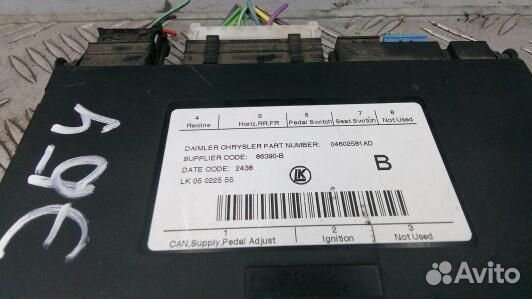 4 5 6 7 8
Recline Horiz,RR,FR Pedal Switch Seat Switch Not Used
DAIMLER CHRYSLER PART NUMBER: 04602581AD
SUPPLIER CODE: 86390-B
DATE CODE: 2438
LK 05 0225 55
LK
B
1 2 3
CAN,Supply,Pedal Adjust Ignition Not Used
Avito